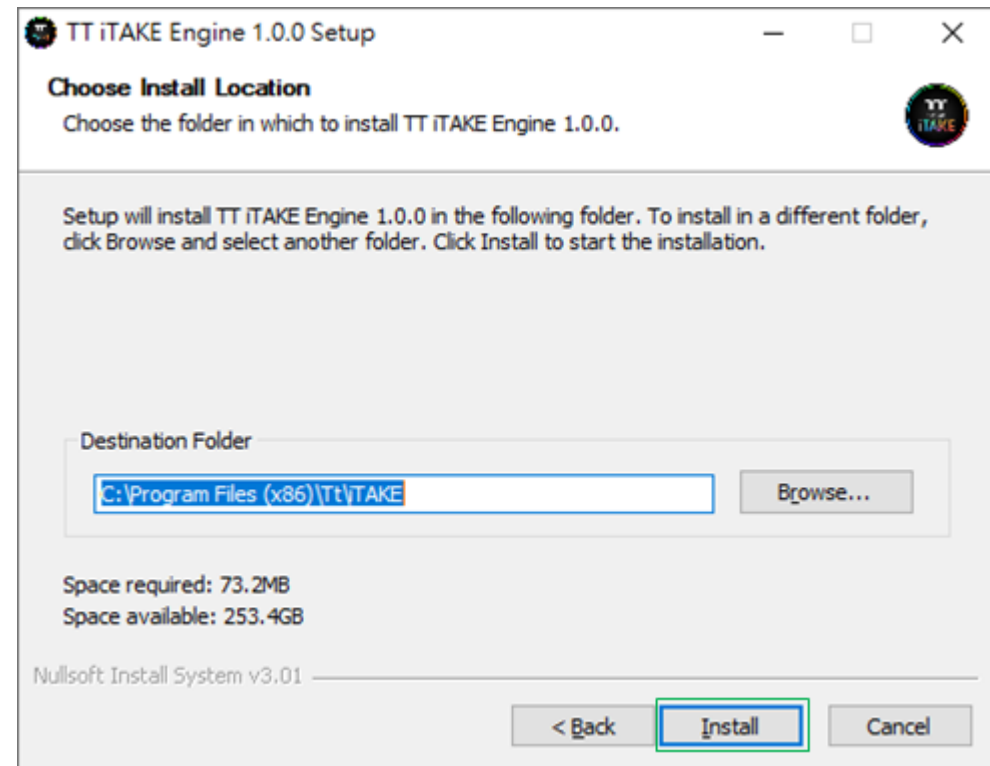 TT iTAKE Engine 1.0.0 Setup
Choose Install Location
Choose the folder in which to install TT iTAKE Engine 1.0.0.
TT
iTAKE
Setup will install TT iTAKE Engine 1.0.0 in the following folder. To install in a different folder,
click Browse and select another folder. Click Install to start the installation.
Destination Folder
C:\Program Files (x86)\Tt\iTAKE
Browse...
Space required: 73.2MB
Space available: 253.4GB
Nullsoft Install System v3.01
< Back
Install
Cancel